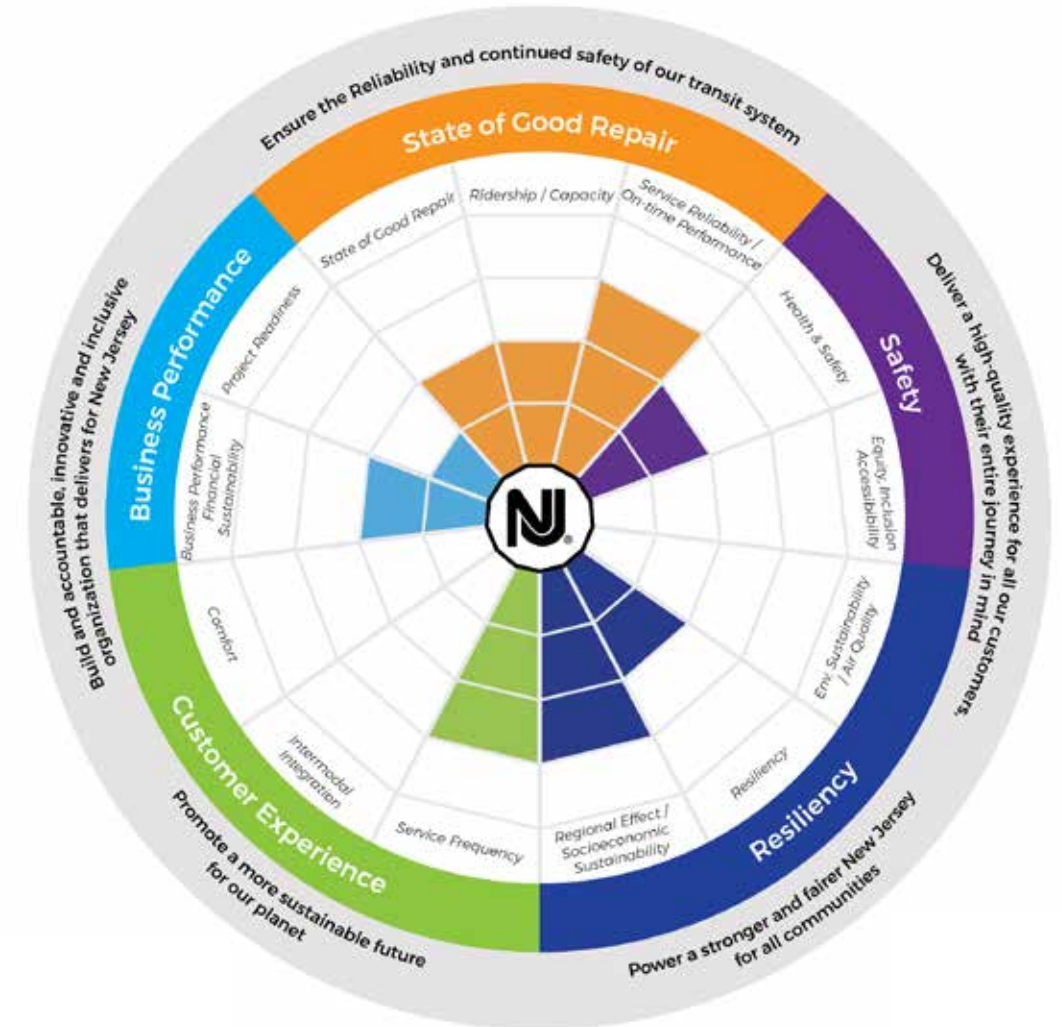 Ensure the Reliability and continued safety of our transit system
State of Good Repair
State of Good Repair
Ridership / Capacity
Service Reliability /
On-time Performance
Deliver a high-quality experience for all our customers,
with their entire journey in mind
Safety
Health & Safety
Equity, Inclusion
Accessibibility
Power a stronger and fairer New Jersey
for all communities
Resiliency
Env. Sustainability
/ Air Quality
Resiliency
Regional Effect /
Socioeconomic
Sustainability
Promote a more sustainable future
for our planet
Customer Experience
Service Frequency
Intermodal
Integration
Comfort
Build and accountable, innovative and inclusive
organization that delivers for New Jersey
Business Performance
Business Performance
Financial
Sustainability
Project Readiness
NJ
®